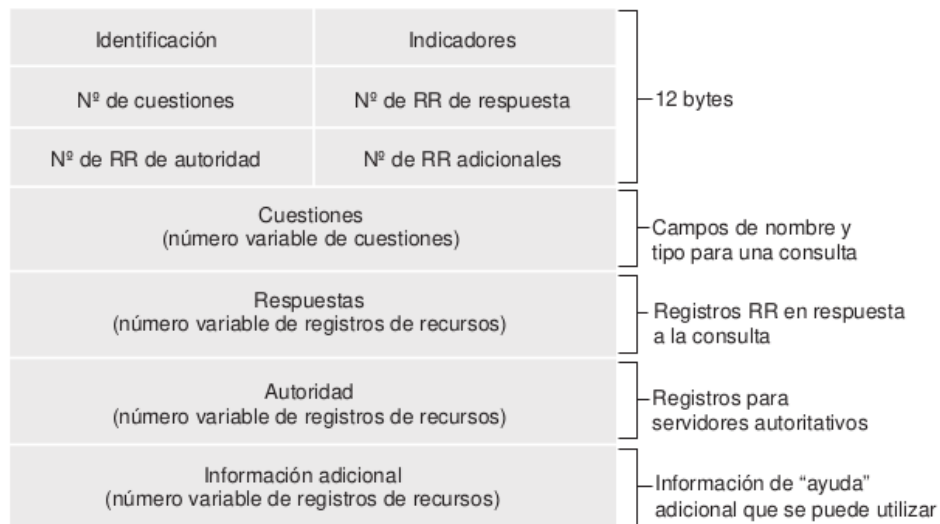 Identificación
Indicadores
Nº de cuestiones
Nº de RR de respuesta
12 bytes
Nº de RR de autoridad
Nº de RR adicionales
Cuestiones
(número variable de cuestiones)
Campos de nombre y
tipo para una consulta
Respuestas
(número variable de registros de recursos)
Registros RR en respuesta
a la consulta
Autoridad
(número variable de registros de recursos)
Registros para
servidores autoritativos
Información adicional
(número variable de registros de recursos)
Información de “ayuda”
adicional que se puede utilizar